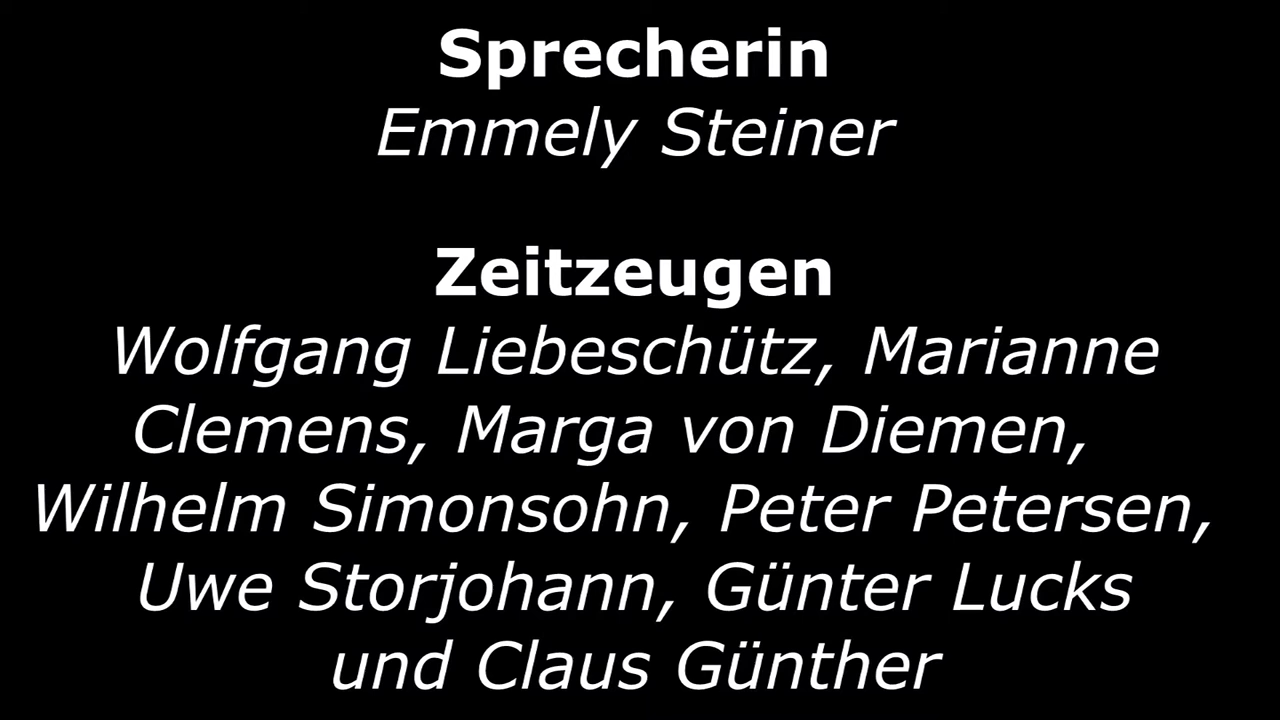 Sprecherin
Emmely Steiner
Zeitzeugen
Wolfgang Liebeschütz, Marianne
Clemens, Marga von Diemen,
Wilhelm Simonsohn, Peter Petersen,
Uwe Storjohann, Günter Lucks
und Claus Günther